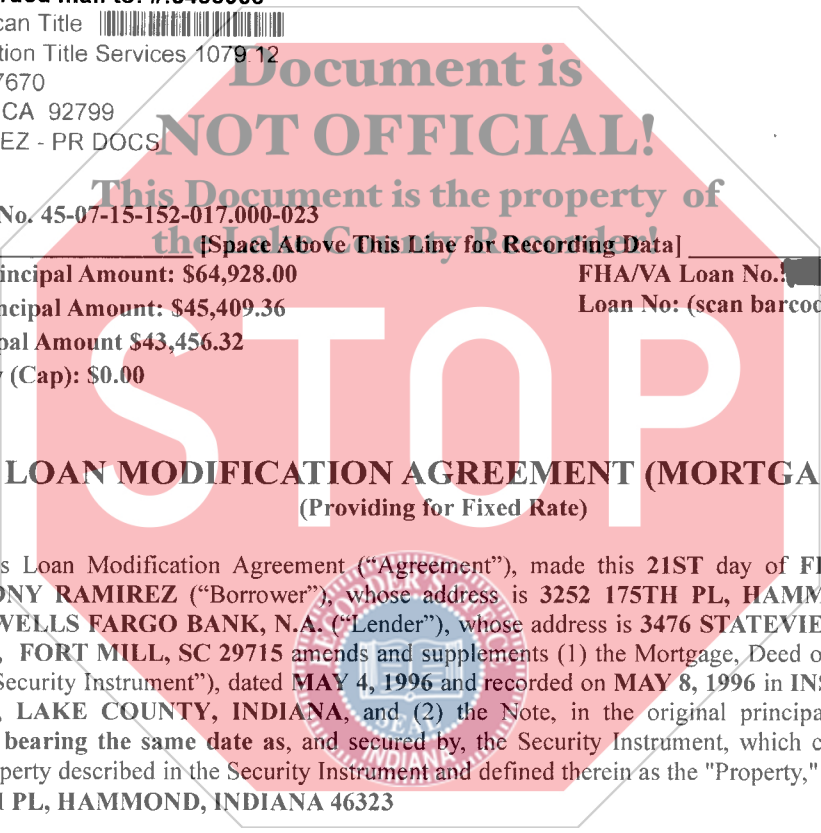 can Title
tion Title Services 1079.12
7670
CA 92799
EZ - PR DOCS
Document is
NOT OFFICIAL!
This Document is the property of
the Lake County Recorder!
No. 45-07-15-152-017.000-023
[Space Above This Line for Recording Data]
incipal Amount: $64,928.00 FHA/VA Loan No.:
ncipal Amount: $45,409.36 Loan No: (scan barcod
pal Amount $43,456.32
(Cap): $0.00
STOP
LOAN MODIFICATION AGREEMENT (MORTGA
(Providing for Fixed Rate)
s Loan Modification Agreement (“Agreement”), made this 21ST day of F
ONY RAMIREZ (“Borrower”), whose address is 3252 175TH PL, HAMM
WELLS FARGO BANK, N.A. (“Lender”), whose address is 3476 STATEVIE
, FORT MILL, SC 29715 amends and supplements (1) the Mortgage, Deed o
Security Instrument”), dated MAY 4, 1996 and recorded on MAY 8, 1996 in INS
, LAKE COUNTY, INDIANA, and (2) the Note, in the original principa
bearing the same date as, and secured by, the Security Instrument, which c
perty described in the Security Instrument and defined therein as the "Property,"
PL, HAMMOND, INDIANA 46323
RECORDER'S OFFICE
SEAL
INDIANA